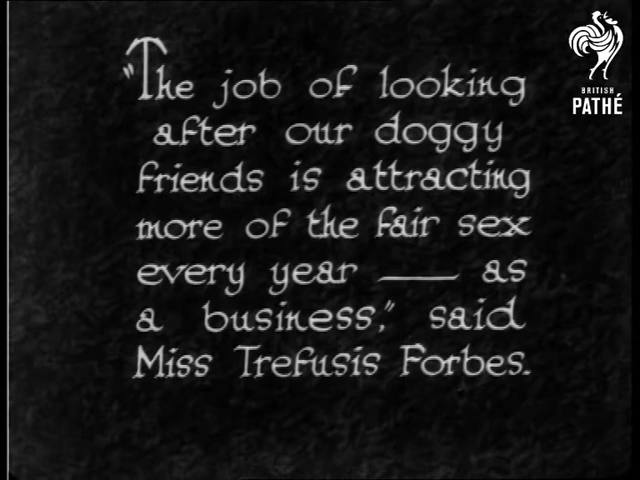 BRITISH
PATHÉ
"The job of looking
after our doggy
friends is attracting
more of the fair sex
every year — as
a business," said
Miss Trefusis Forbes.